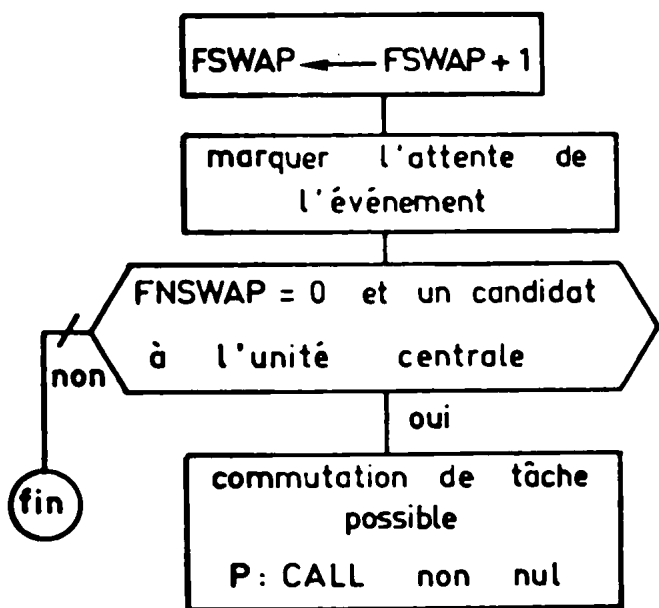 FSWAP ← FSWAP + 1
marquer l'attente de
l'événement
FNSWAP = 0 et un candidat
à l'unité centrale
non
oui
fin
commutation de tâche
possible
P : CALL non nul